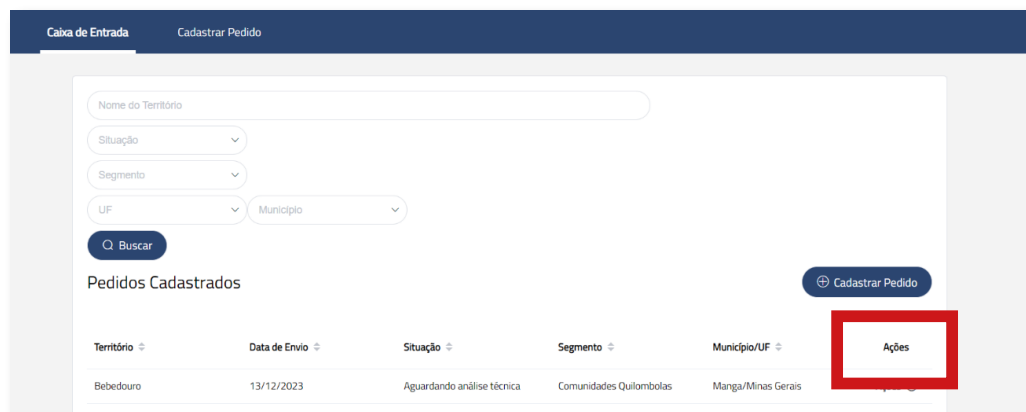 Caixa de Entrada Cadastrar Pedido
Nome do Território
Situação
Segmento
UF Município
Buscar
Pedidos Cadastrados Cadastrar Pedido
Território Data de Envio Situação Segmento Município/UF Ações
Bebedouro 13/12/2023 Aguardando análise técnica Comunidades Quilombolas Manga/Minas Gerais